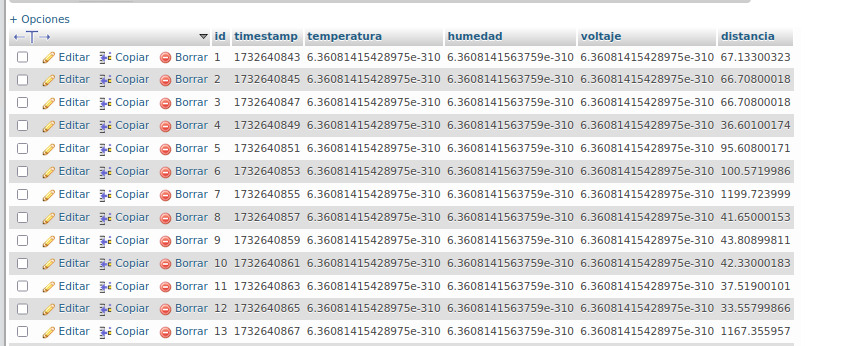 + Opciones
←T→ id timestamp temperatura humedad voltaje distancia
Editar Copiar Borrar 1 1732640843 6.36081415428975e-310 6.3608141563759e-310 6.36081415428975e-310 67.13300323
Editar Copiar Borrar 2 1732640845 6.36081415428975e-310 6.3608141563759e-310 6.36081415428975e-310 66.70800018
Editar Copiar Borrar 3 1732640847 6.36081415428975e-310 6.3608141563759e-310 6.36081415428975e-310 66.70800018
Editar Copiar Borrar 4 1732640849 6.36081415428975e-310 6.3608141563759e-310 6.36081415428975e-310 36.60100174
Editar Copiar Borrar 5 1732640851 6.36081415428975e-310 6.3608141563759e-310 6.36081415428975e-310 95.60800171
Editar Copiar Borrar 6 1732640853 6.36081415428975e-310 6.3608141563759e-310 6.36081415428975e-310 100.5719986
Editar Copiar Borrar 7 1732640855 6.36081415428975e-310 6.3608141563759e-310 6.36081415428975e-310 1199.723999
Editar Copiar Borrar 8 1732640857 6.36081415428975e-310 6.3608141563759e-310 6.36081415428975e-310 41.65000153
Editar Copiar Borrar 9 1732640859 6.36081415428975e-310 6.3608141563759e-310 6.36081415428975e-310 43.80899811
Editar Copiar Borrar 10 1732640861 6.36081415428975e-310 6.3608141563759e-310 6.36081415428975e-310 42.33000183
Editar Copiar Borrar 11 1732640863 6.36081415428975e-310 6.3608141563759e-310 6.36081415428975e-310 37.51900101
Editar Copiar Borrar 12 1732640865 6.36081415428975e-310 6.3608141563759e-310 6.36081415428975e-310 33.55799866
Editar Copiar Borrar 13 1732640867 6.36081415428975e-310 6.3608141563759e-310 6.36081415428975e-310 1167.355957